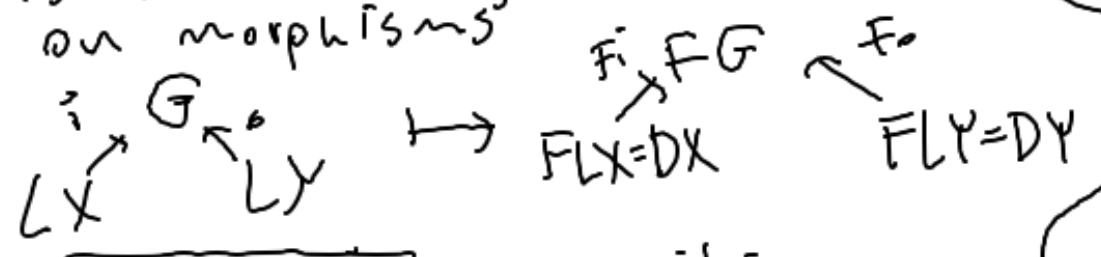 on morphisms
i G o ↦ Fi FG Fo
LX LY FLX=DX FLY=DY